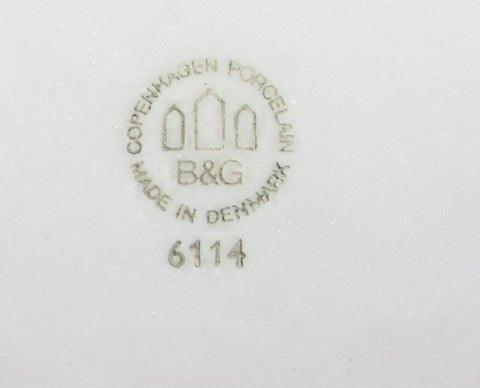 COPENHAGEN PORCELAIN
B&G
MADE IN DENMARK
6114